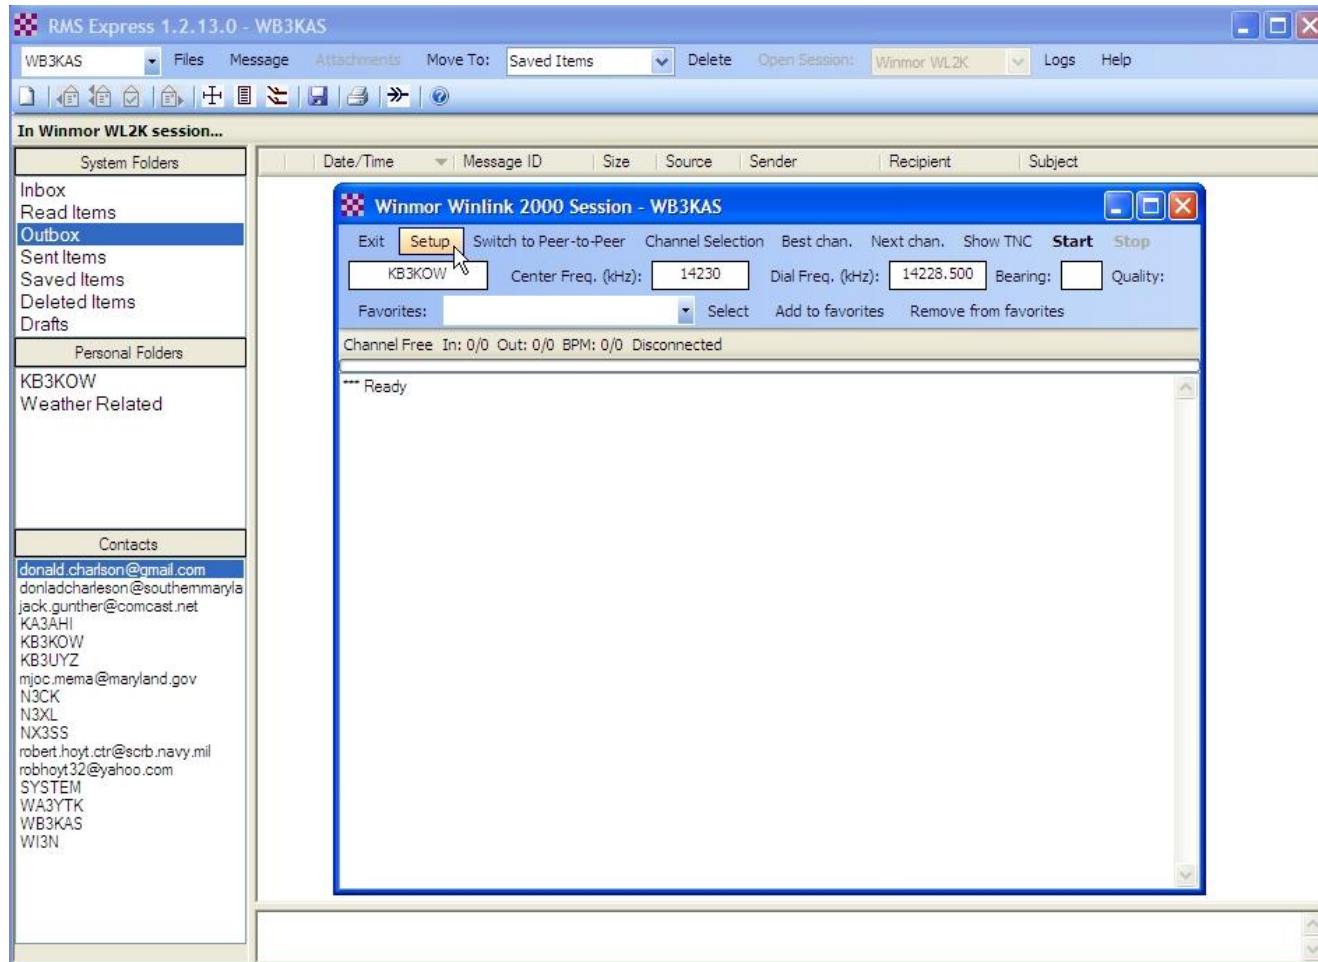 RMS Express 1.2.13.0 - WB3KAS
WB3KAS Files Message Attachments Move To: Saved Items Delete Open Session: Winmor WL2K Logs Help
In Winmor WL2K session...
System Folders
Inbox
Read Items
Outbox
Sent Items
Saved Items
Deleted Items
Drafts
Personal Folders
KB3KOW
Weather Related
Contacts
donald.charlson@gmail.com
donladcharleson@southernmaryla
jack.gunther@comcast.net
KA3AHI
KB3KOW
KB3UYZ
mjoc.mema@maryland.gov
N3CK
N3XL
NX3SS
robert.hoyt.ctr@scrb.navy.mil
robhoyt32@yahoo.com
SYSTEM
WA3YTK
WB3KAS
WI3N
Date/Time Message ID Size Source Sender Recipient Subject
Winmor Winlink 2000 Session - WB3KAS
Exit Setup Switch to Peer-to-Peer Channel Selection Best chan. Next chan. Show TNC Start Stop
KB3KOW Center Freq. (kHz): 14230 Dial Freq. (kHz): 14228.500 Bearing: Quality:
Favorites: Select Add to favorites Remove from favorites
Channel Free In: 0/0 Out: 0/0 BPM: 0/0 Disconnected
*** Ready